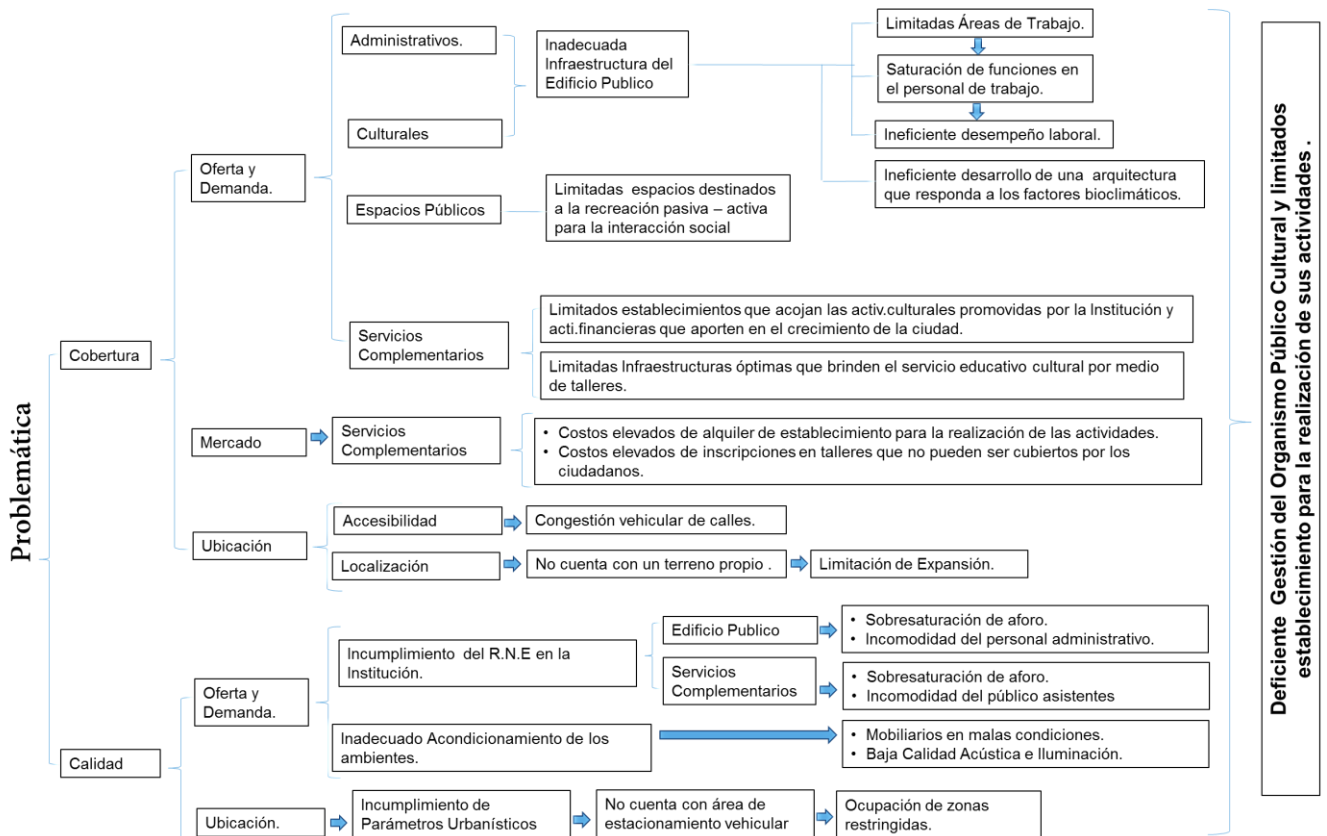 Problemática
Cobertura
Oferta y
Demanda.
Administrativos.
Culturales
Inadecuada
Infraestructura del
Edificio Publico
Limitadas Áreas de Trabajo.
Saturación de funciones en
el personal de trabajo.
Ineficiente desempeño laboral.
Ineficiente desarrollo de una arquitectura
que responda a los factores bioclimáticos.
Espacios Públicos
Limitadas espacios destinados
a la recreación pasiva – activa
para la interacción social
Servicios
Complementarios
Limitados establecimientos que acojan las activ.culturales promovidas por la Institución y
acti.financieras que aporten en el crecimiento de la ciudad.
Limitadas Infraestructuras óptimas que brinden el servicio educativo cultural por medio
de talleres.
Mercado
Servicios
Complementarios
• Costos elevados de alquiler de establecimiento para la realización de las actividades.
• Costos elevados de inscripciones en talleres que no pueden ser cubiertos por los
ciudadanos.
Ubicación
Accesibilidad
Congestión vehicular de calles.
Localización
No cuenta con un terreno propio .
Limitación de Expansión.
Calidad
Oferta y
Demanda.
Incumplimiento del R.N.E en la
Institución.
Edificio Publico
• Sobresaturación de aforo.
• Incomodidad del personal administrativo.
Servicios
Complementarios
• Sobresaturación de aforo.
• Incomodidad del público asistentes
Inadecuado Acondicionamiento de los
ambientes.
• Mobiliarios en malas condiciones.
• Baja Calidad Acústica e Iluminación.
Ubicación.
Incumplimiento de
Parámetros Urbanísticos
No cuenta con área de
estacionamiento vehicular
Ocupación de zonas
restringidas.
Deficiente Gestión del Organismo Público Cultural y limitados
establecimiento para la realización de sus actividades .